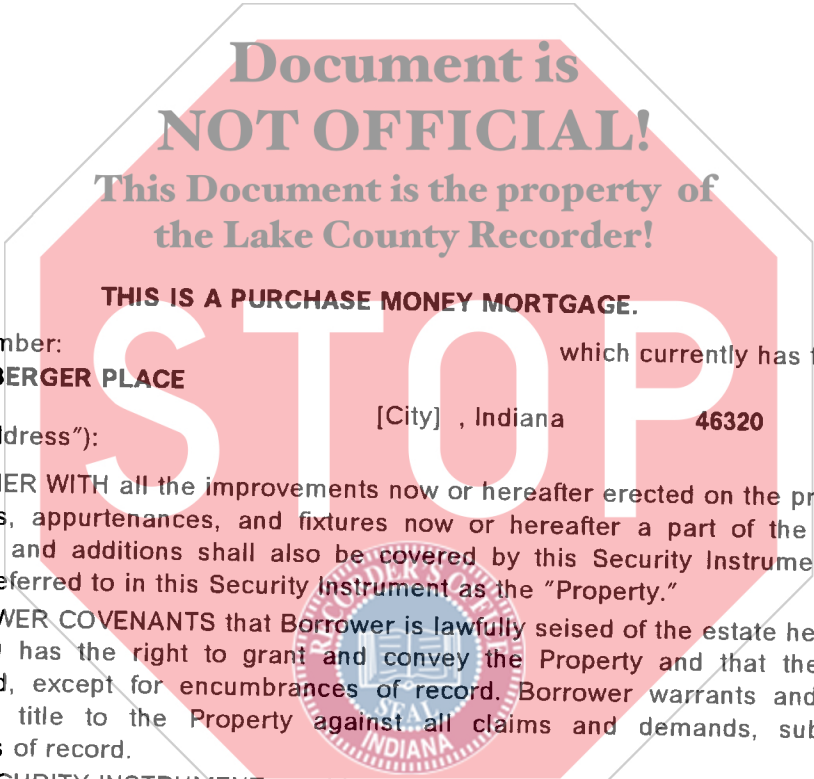 Document is
NOT OFFICIAL!
This Document is the property of
the Lake County Recorder!
THIS IS A PURCHASE MONEY MORTGAGE.
mber:
which currently has
BERGER PLACE
[City] , Indiana 46320
ddress"):
ER WITH all the improvements now or hereafter erected on the pr
s, appurtenances, and fixtures now or hereafter a part of the
and additions shall also be covered by this Security Instrume
eferred to in this Security Instrument as the "Property."
WER COVENANTS that Borrower is lawfully seised of the estate he
has the right to grant and convey the Property and that the
d, except for encumbrances of record. Borrower warrants and
title to the Property against all claims and demands, sub
s of record.
CURITY INSTRUMENT
STOP
RECORDER'S OFFICE
SEAL
INDIANA